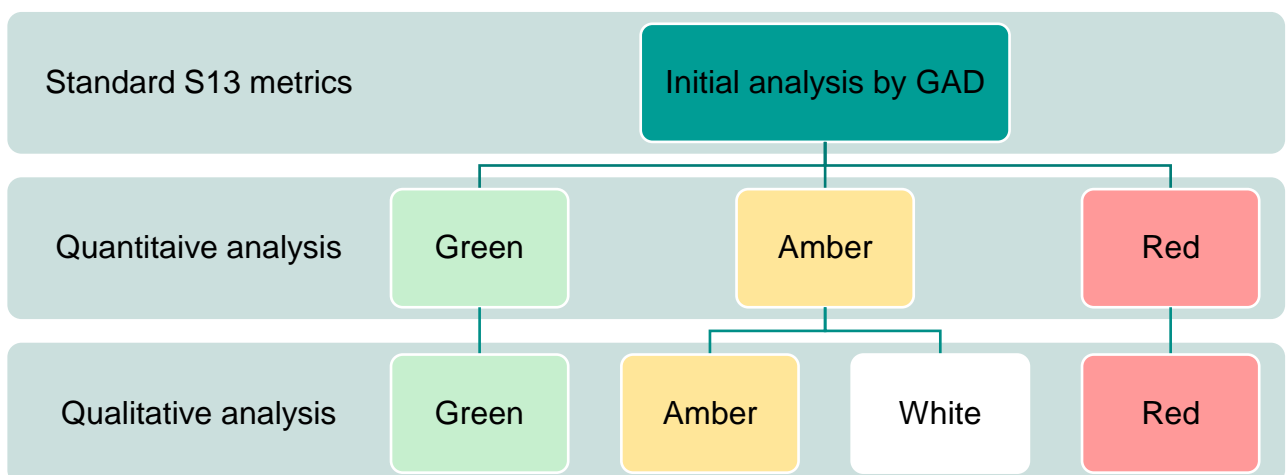 Standard S13 metrics
Initial analysis by GAD
Quantitaive analysis
Green
Amber
Red
Qualitative analysis
Green
Amber
White
Red